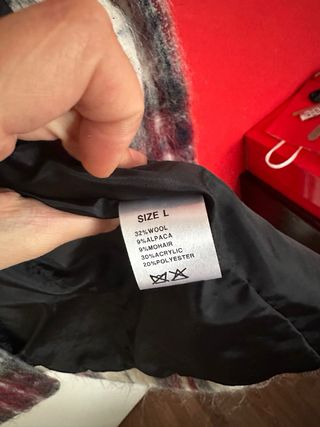 SIZE L
32%WOOL
9%ALPACA
9%MOHAIR
30%ACRYLIC
20%POLYESTER